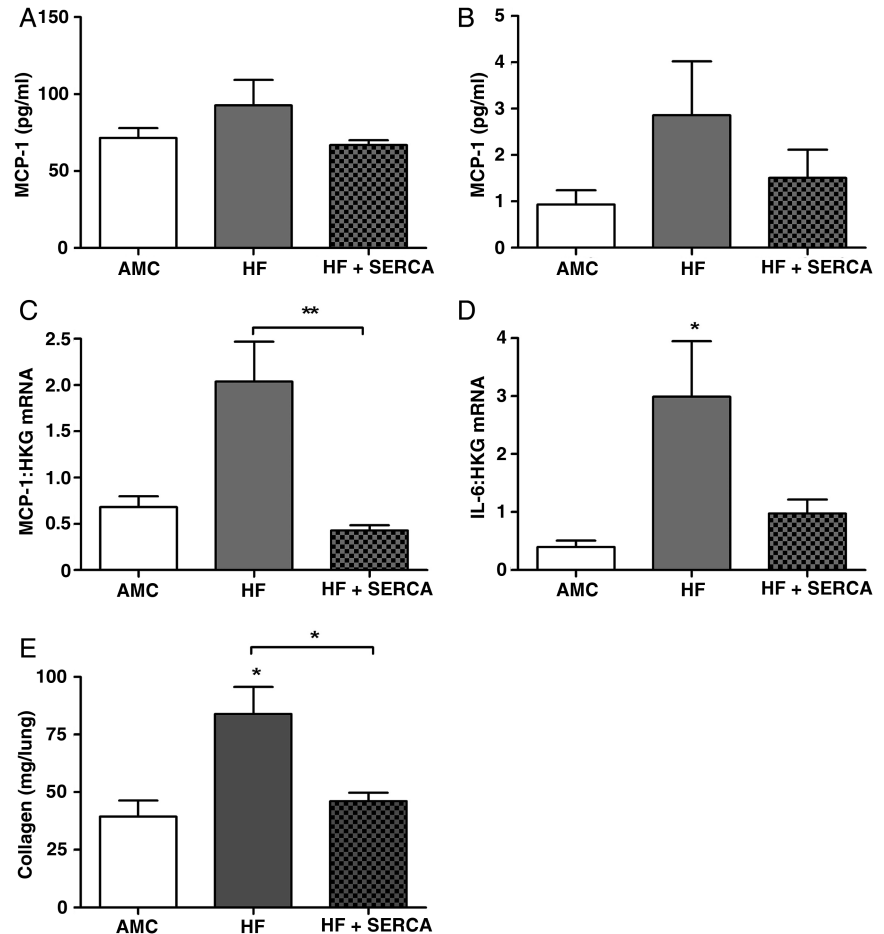 A
MCP-1 (pg/ml)
150
100
50
0
AMC
HF
HF + SERCA
B
MCP-1 (pg/ml)
5
4
3
2
1
0
AMC
HF
HF + SERCA
C
MCP-1:HKG mRNA
2.5
2.0
1.5
1.0
0.5
0
**
AMC
HF
HF + SERCA
D
IL-6:HKG mRNA
4
3
2
1
0
*
AMC
HF
HF + SERCA
E
Collagen (mg/lung)
100
75
50
25
0
*
*
AMC
HF
HF + SERCA